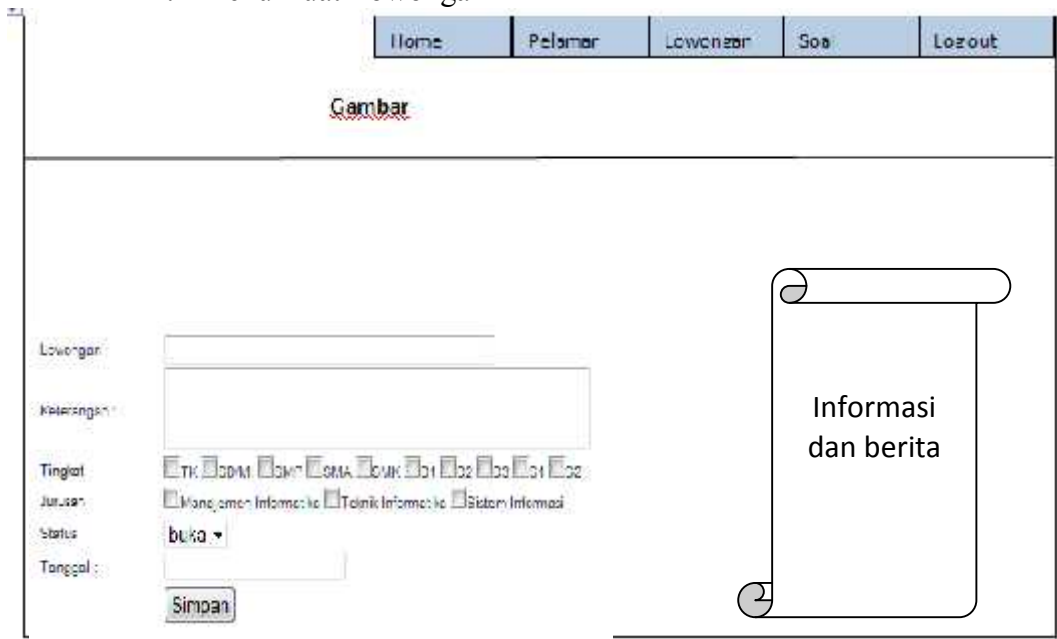 Home Pelamar Lowongan Soal Logout
Gambar
Lowongan
Keterangan :
Informasi
dan berita
Tingkat TK SD/MI SMP SMA SMK D1 D2 D3 S1 S2
Jurusan Manajemen Informatika Teknik Informatika Sistem Informasi
Status buka
Tanggal :
Simpan